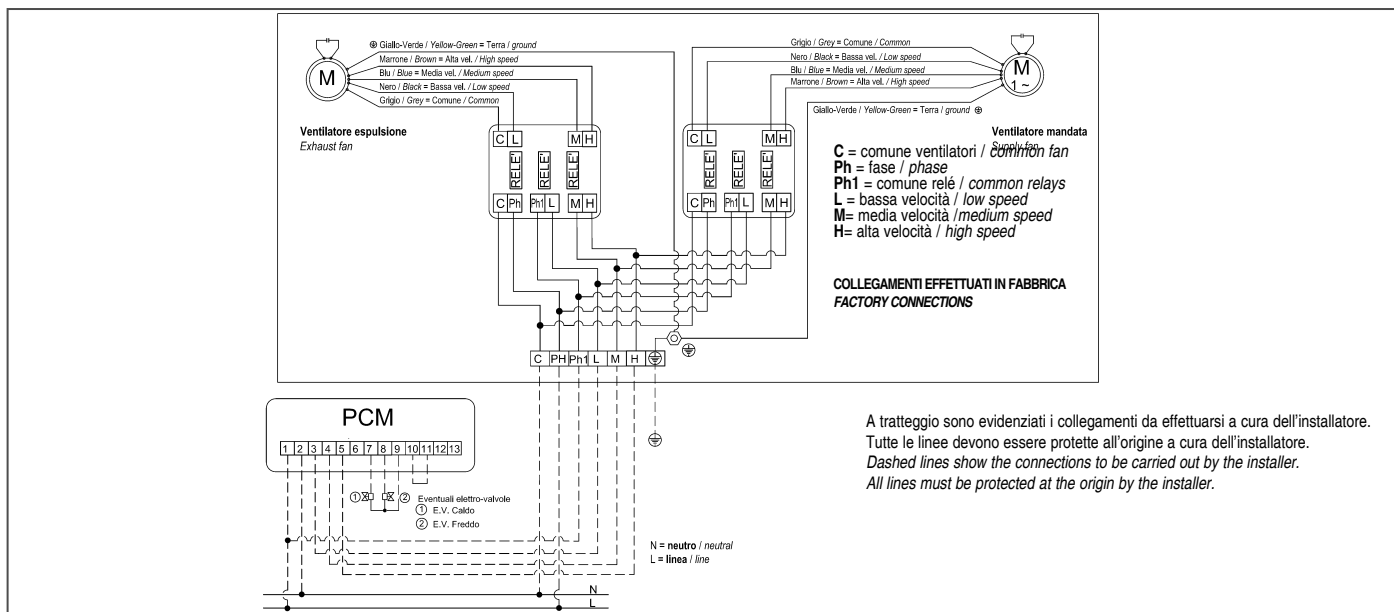 ⊕ Giallo-Verde / Yellow-Green = Terra / ground
Marrone / Brown = Alta vel. / High speed
Blu / Blue = Media vel. / Medium speed
Nero / Black = Bassa vel. / Low speed
Grigio / Grey = Comune / Common
M
Ventilatore espulsione
Exhaust fan
Grigio / Grey = Comune / Common
Nero / Black = Bassa vel. / Low speed
Blu / Blue = Media vel. / Medium speed
Marrone / Brown = Alta vel. / High speed
Giallo-Verde / Yellow-Green = Terra / ground ⊕
M
1 ~
Ventilatore mandata
Supply fan
C L M H
RELE' RELE' RELE'
C Ph Ph1 L M H
C L M H
RELE' RELE' RELE'
C Ph Ph1 L M H
C = comune ventilatori / common fan
Ph = fase / phase
Ph1 = comune relé / common relays
L = bassa velocità / low speed
M= media velocità /medium speed
H= alta velocità / high speed
COLLEGAMENTI EFFETTUATI IN FABBRICA
FACTORY CONNECTIONS
C PH Ph1 L M H
PCM
1 2 3 4 5 6 7 8 9 10 11 12 13
1 2 Eventuali elettro-valvole
1 E.V. Caldo
2 E.V. Freddo
N = neutro / neutral
L = linea / line
N
L
A tratteggio sono evidenziati i collegamenti da effettuarsi a cura dell'installatore.
Tutte le linee devono essere protette all'origine a cura dell'installatore.
Dashed lines show the connections to be carried out by the installer.
All lines must be protected at the origin by the installer.